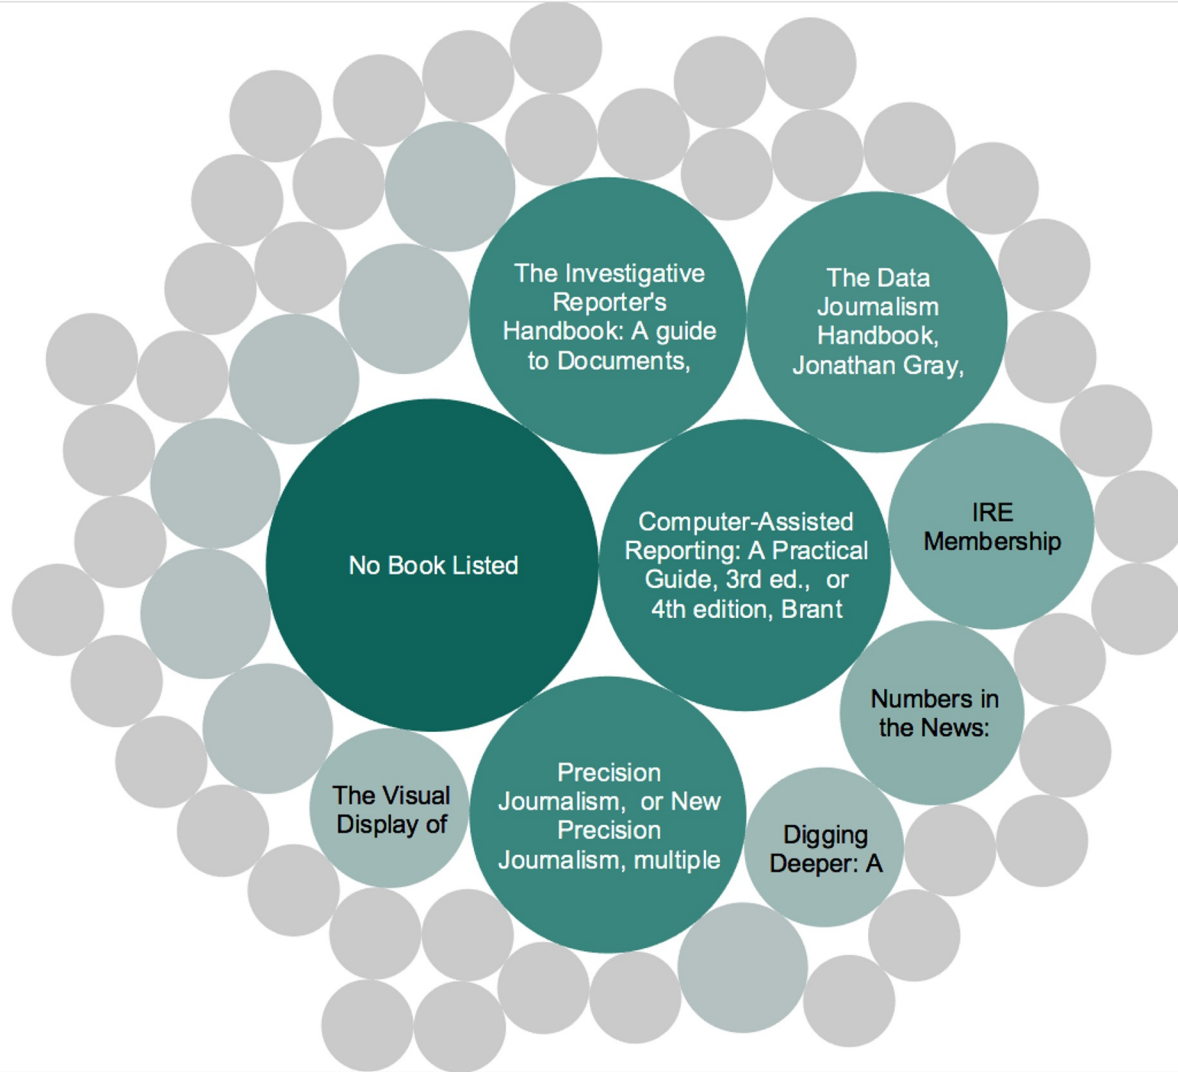 The Investigative
Reporter's
Handbook: A guide
to Documents,
The Data
Journalism
Handbook,
Jonathan Gray,
No Book Listed
Computer-Assisted
Reporting: A Practical
Guide, 3rd ed.,  or
4th edition, Brant
IRE
Membership
Numbers in
the News:
The Visual
Display of
Precision
Journalism,  or New
Precision
Journalism, multiple
Digging
Deeper: A